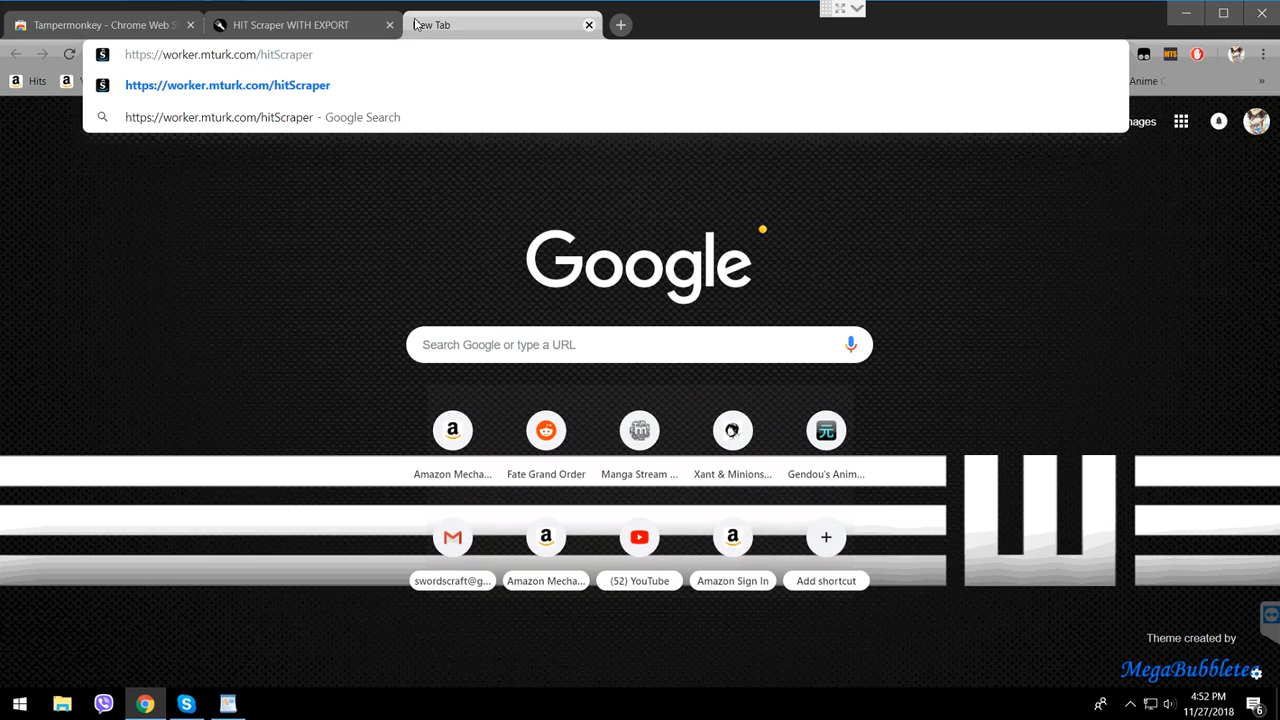 Tampermonkey - Chrome Web S
HIT Scraper WITH EXPORT
New Tab
https://worker.mturk.com/hitScraper
https://worker.mturk.com/hitScraper
https://worker.mturk.com/hitScraper - Google Search
Hits
MTS
Anime
Google
Search Google or type a URL
Amazon Mecha...
Fate Grand Order
Manga Stream ...
Xant & Minions...
Gendou's Anim...
swordscraft@g...
Amazon Mecha...
(52) YouTube
Amazon Sign In
Add shortcut
Theme created by
MegaBubbletea
4:52 PM
11/27/2018
6